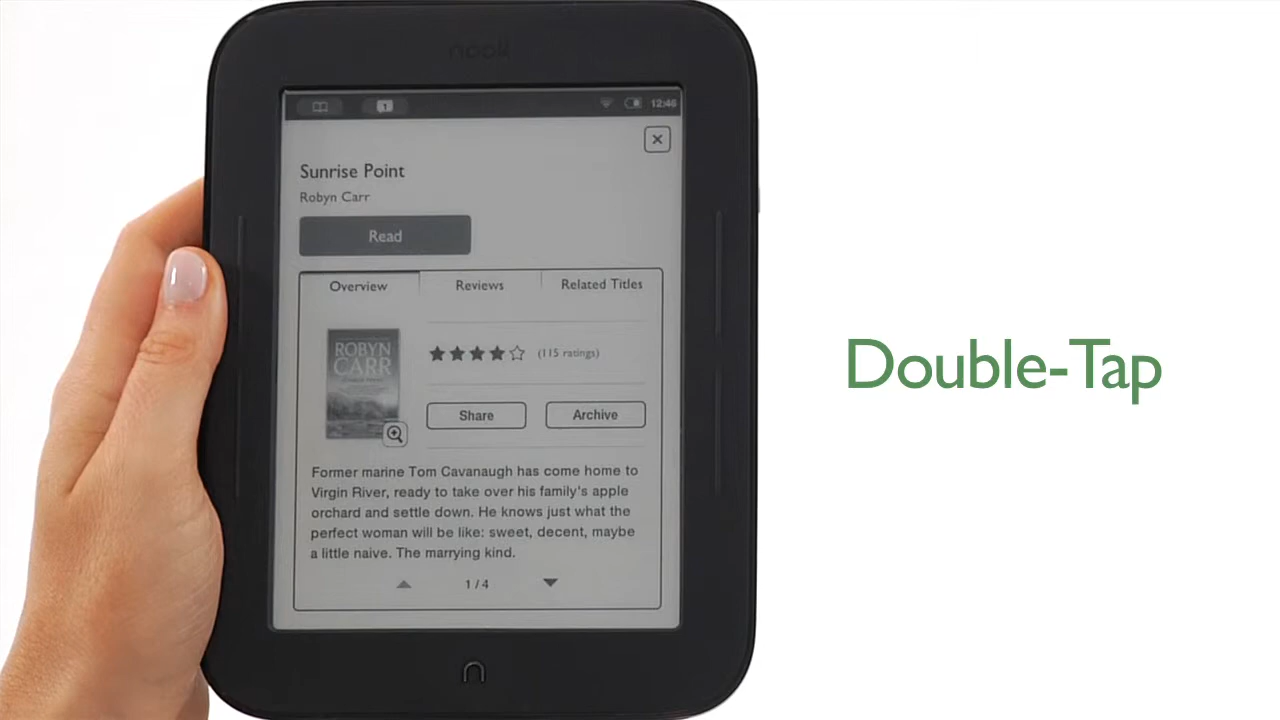 nook
1
12:46
Sunrise Point
Robyn Carr
Read
Overview
Reviews
Related Titles
ROBYN
CARR
(115 ratings)
Share
Archive
Former marine Tom Cavanaugh has come home to
Virgin River, ready to take over his family's apple
orchard and settle down. He knows just what the
perfect woman will be like: sweet, decent, maybe
a little naive. The marrying kind.
1 / 4
Double-Tap